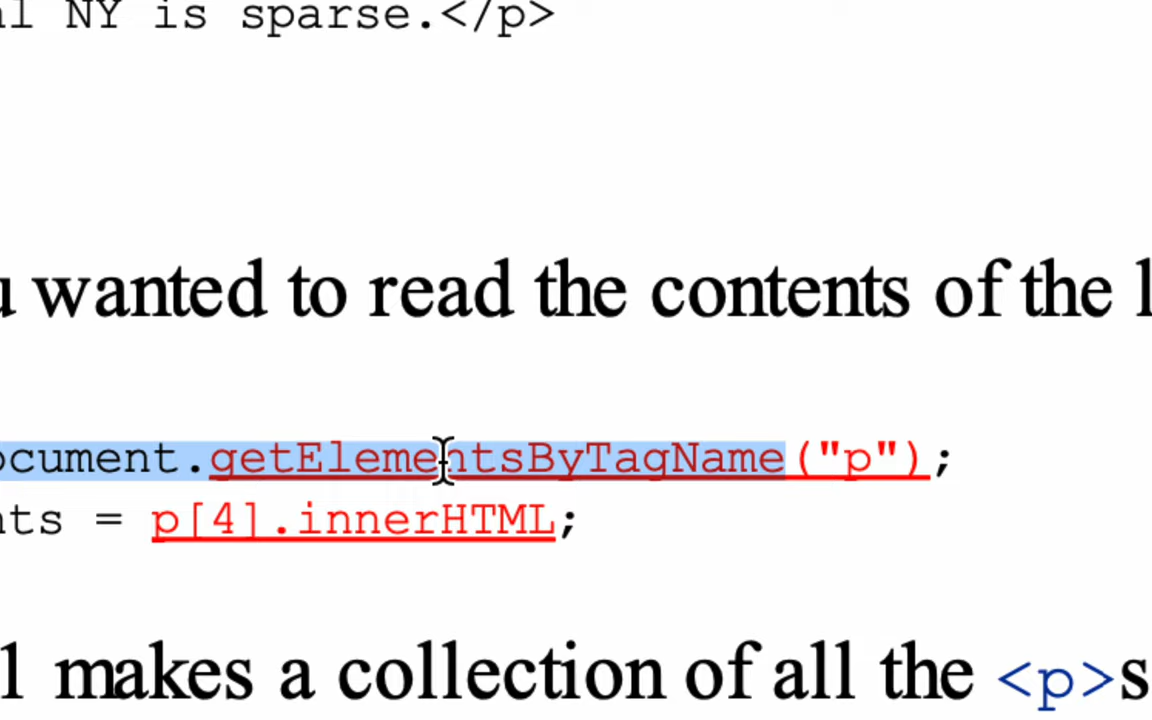 al NY is sparse.</p>
u wanted to read the contents of the l
ocument.getElementsByTagName("p");
nts = p[4].innerHTML;
1 makes a collection of all the <p>s